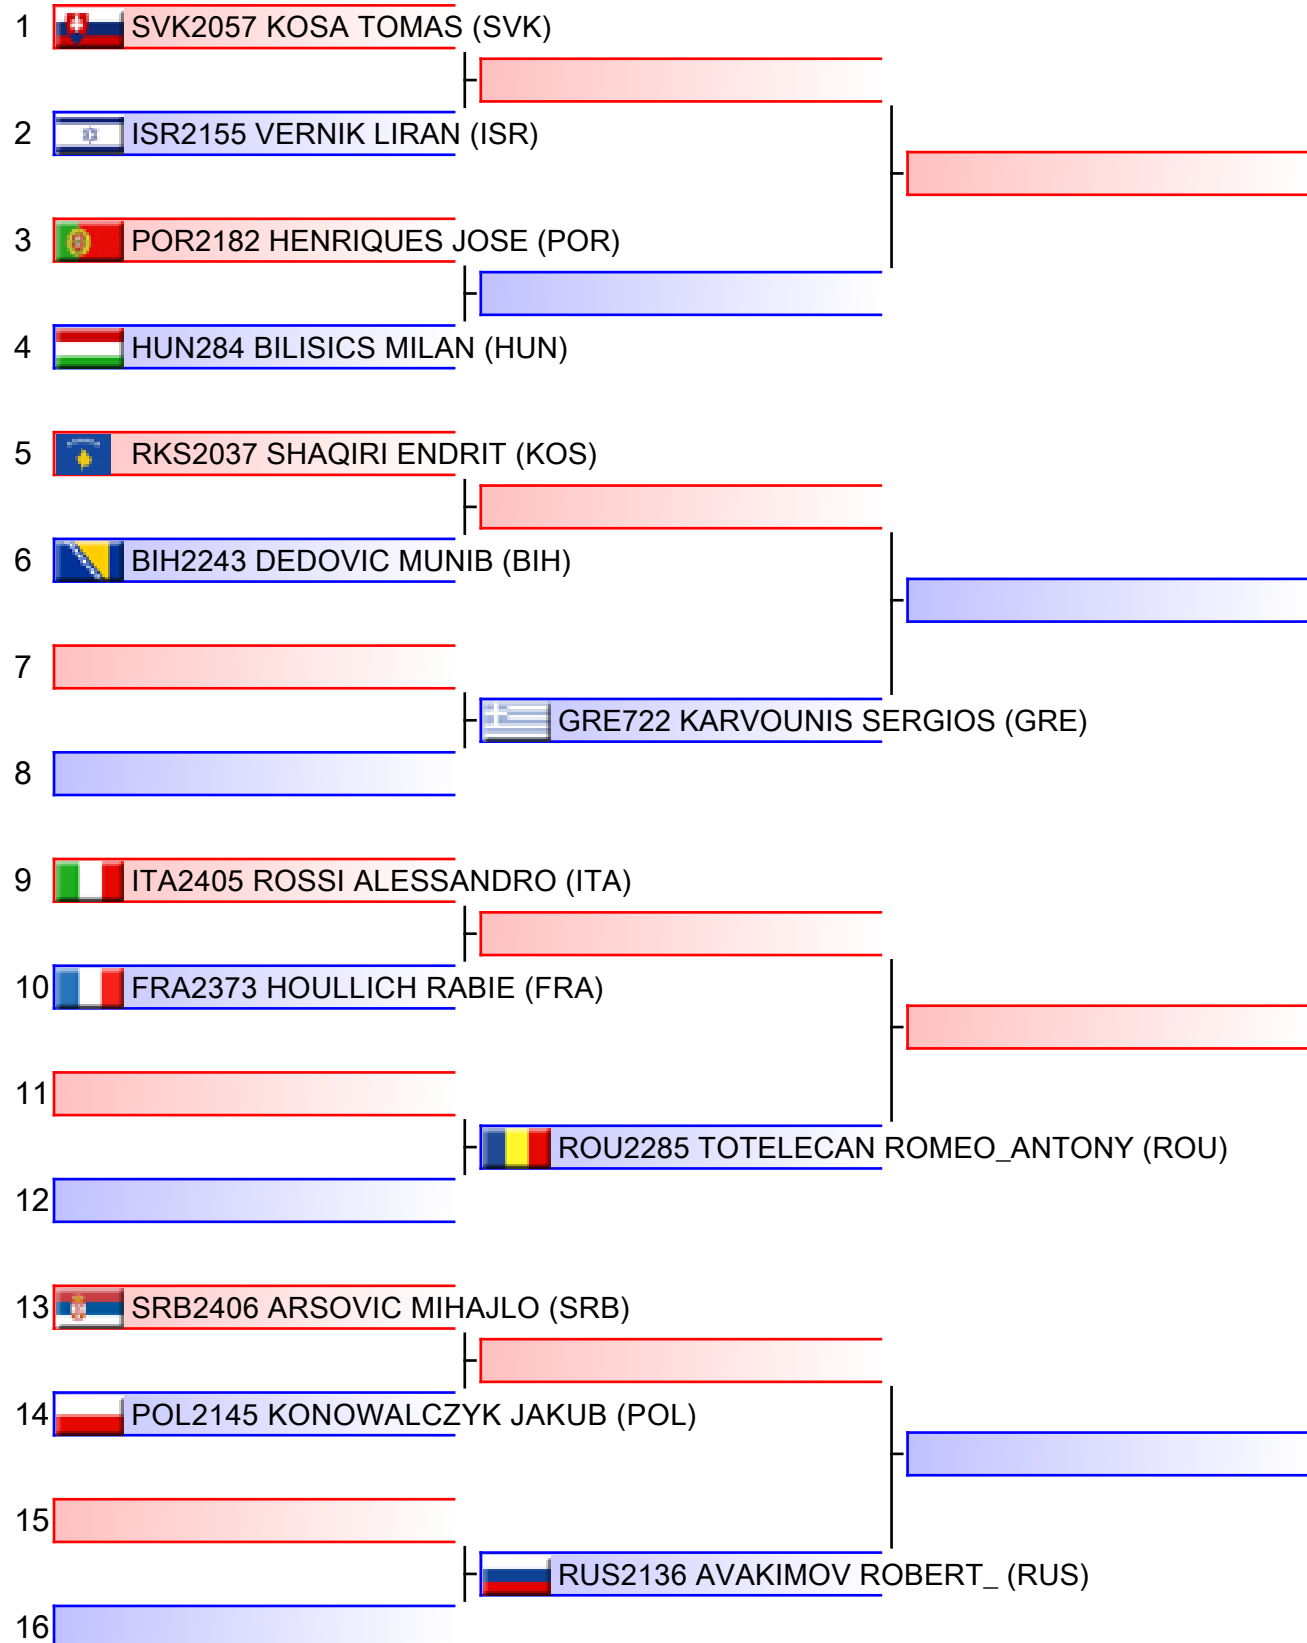 1 SVK2057 KOSA TOMAS (SVK)
2 ISR2155 VERNIK LIRAN (ISR)
3 POR2182 HENRIQUES JOSE (POR)
4 HUN284 BILISICS MILAN (HUN)
5 RKS2037 SHAQIRI ENDRIT (KOS)
6 BIH2243 DEDOVIC MUNIB (BIH)
7
GRE722 KARVOUNIS SERGIOS (GRE)
8
9 ITA2405 ROSSI ALESSANDRO (ITA)
10 FRA2373 HOULLICH RABIE (FRA)
11
ROU2285 TOTELECAN ROMEO_ANTONY (ROU)
12
13 SRB2406 ARSOVIC MIHAJLO (SRB)
14 POL2145 KONOWALCZYK JAKUB (POL)
15
RUS2136 AVAKIMOV ROBERT_ (RUS)
16